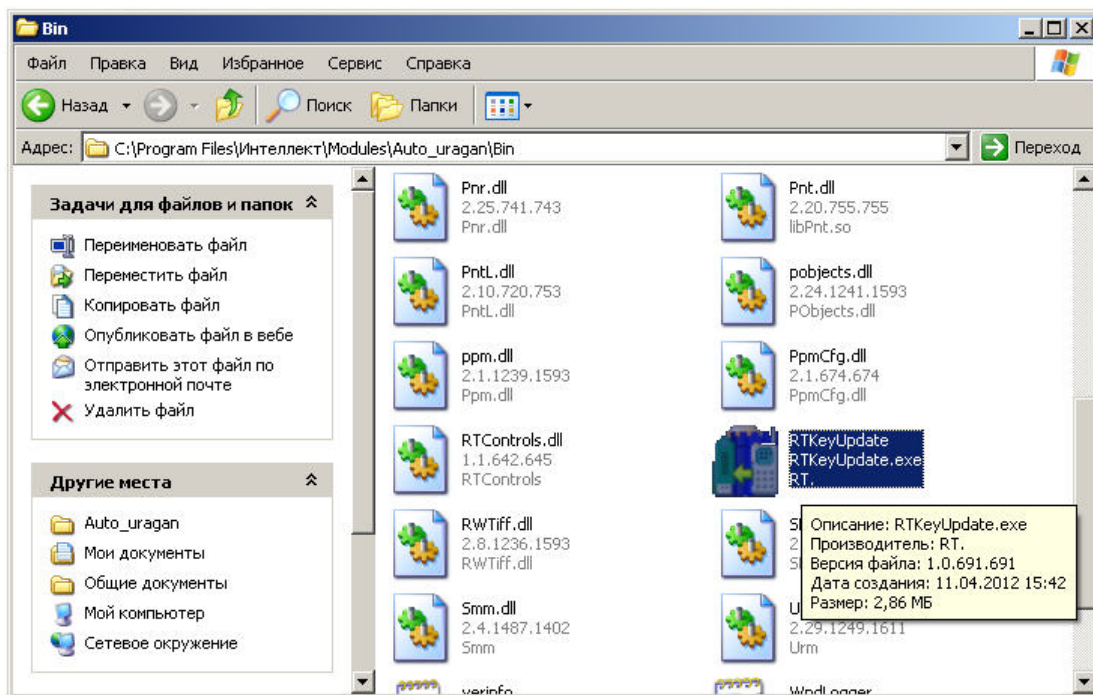 Bin
Файл Правка Вид Избранное Сервис Справка
Назад Поиск Папки
Адрес: C:\Program Files\Интеллект\Modules\Auto_uragan\Bin Переход
Задачи для файлов и папок
Переименовать файл
Переместить файл
Копировать файл
Опубликовать файл в вебе
Отправить этот файл по
электронной почте
Удалить файл
Другие места
Auto_uragan
Мои документы
Общие документы
Мой компьютер
Сетевое окружение
Pnr.dll
2.25.741.743
Pnr.dll
Pnt.dll
2.20.755.755
libPnt.so
PntL.dll
2.10.720.753
PntL.dll
pobjects.dll
2.24.1241.1593
PObjects.dll
ppm.dll
2.1.1239.1593
Ppm.dll
PpmCfg.dll
2.1.674.674
PpmCfg.dll
RTControls.dll
1.1.642.645
RTControls
RTKeyUpdate
RTKeyUpdate.exe
RT.
RWTiff.dll
2.8.1236.1593
RWTiff.dll
Описание: RTKeyUpdate.exe
Производитель: RT.
Версия файла: 1.0.691.691
Дата создания: 11.04.2012 15:42
Размер: 2,86 МБ
Smm.dll
2.4.1487.1402
Smm
2.29.1249.1611
Urm
verinfo
WndLogger